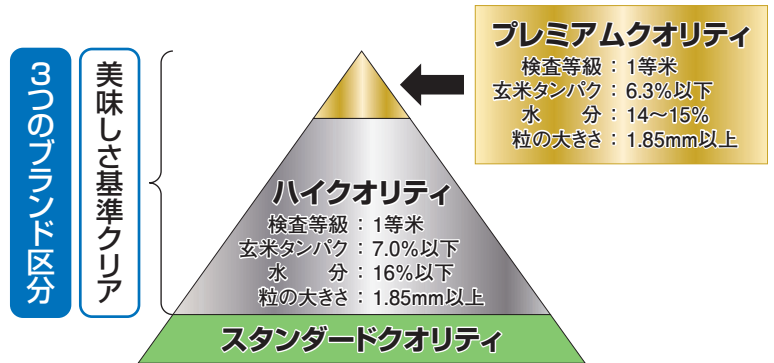 3つのブランド区分
美味しさ基準クリア
プレミアムクオリティ
検査等級：1等米
玄米タンパク：6.3%以下
水　　分：14〜15%
粒の大きさ：1.85mm以上
ハイクオリティ
検査等級：1等米
玄米タンパク：7.0%以下
水　　分：16%以下
粒の大きさ：1.85mm以上
スタンダードクオリティ